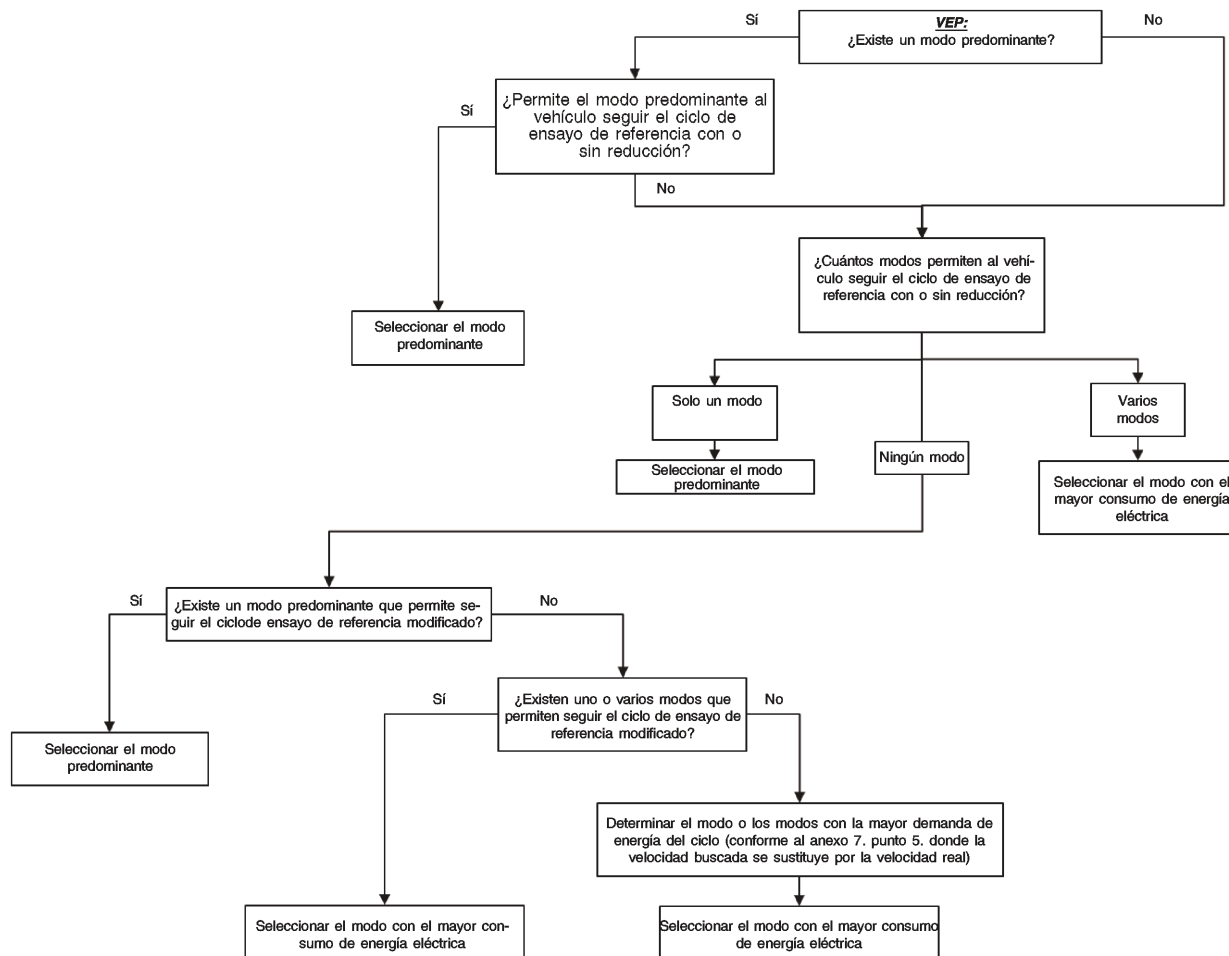 Sí
VEP:
No
¿Existe un modo predominante?
¿Permite el modo predominante al
vehículo seguir el ciclo de
ensayo de referencia con o
sin reducción?
Sí
No
¿Cuántos modos permiten al vehí-
culo seguir el ciclo de ensayo de
referencia con o sin reducción?
Seleccionar el modo
predominante
Solo un modo
Varios
modos
Ningún modo
Seleccionar el modo
predominante
Seleccionar el modo con el
mayor consumo de energía
eléctrica
Sí
¿Existe un modo predominante que permite se-
guir el ciclode ensayo de referencia modificado?
No
Sí
¿Existen uno o varios modos que
permiten seguir el ciclo de ensayo de
referencia modificado?
No
Seleccionar el modo
predominante
Determinar el modo o los modos con la mayor demanda de
energía del ciclo (conforme al anexo 7. punto 5. donde la
velocidad buscada se sustituye por la velocidad real)
Seleccionar el modo con el mayor con-
sumo de energía eléctrica
Seleccionar el modo con el mayor consumo
de energía eléctrica